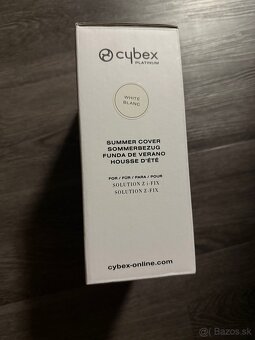 cybex
PLATINUM
WHITE
BLANC
SUMMER COVER
SOMMERBEZUG
FUNDA DE VERANO
HOUSSE D'ÉTÉ
FOR / FÜR / PARA / POUR
SOLUTION Z i-FIX
SOLUTION Z-FIX
cybex-online.com
sbazar.sk